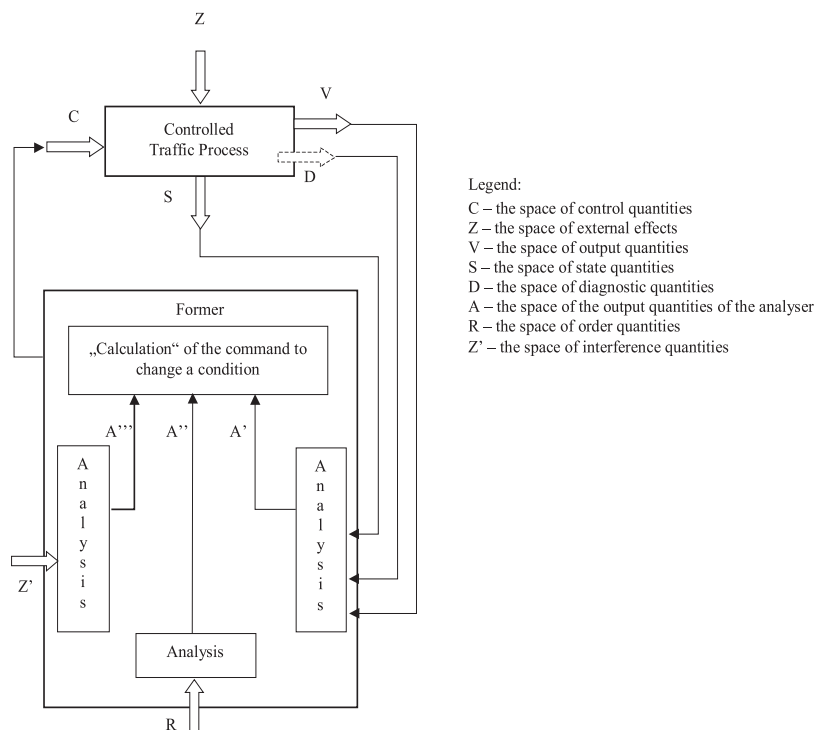 Z
V
C
Controlled
Traffic Process
D
S
Legend:
C – the space of control quantities
Z – the space of external effects
V – the space of output quantities
S – the space of state quantities
D – the space of diagnostic quantities
A – the space of the output quantities of the analyser
R – the space of order quantities
Z’ – the space of interference quantities
Former
„Calculation“ of the command to
change a condition
A’’’
A’’
A’
Analysis
Analysis
Z’
Analysis
R